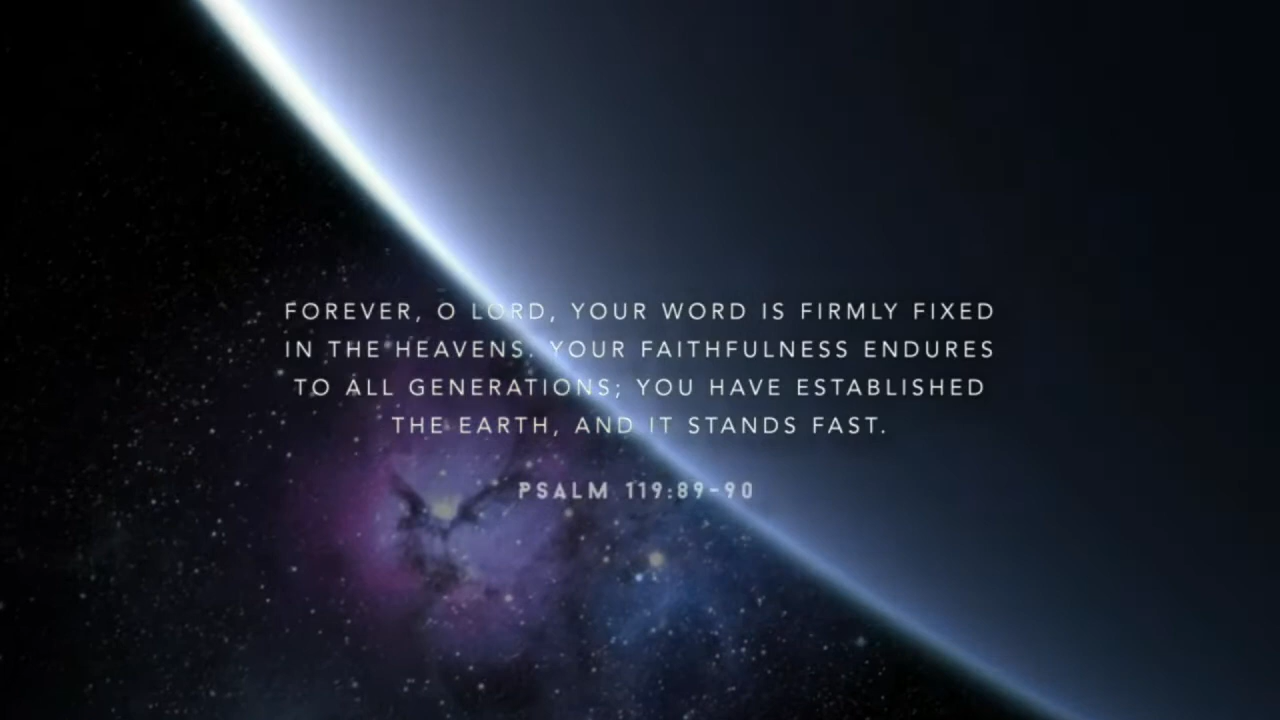 FOREVER, O LORD, YOUR WORD IS FIRMLY FIXED
IN THE HEAVENS. YOUR FAITHFULNESS ENDURES
TO ALL GENERATIONS; YOU HAVE ESTABLISHED
THE EARTH, AND IT STANDS FAST.
PSALM 119:89-90